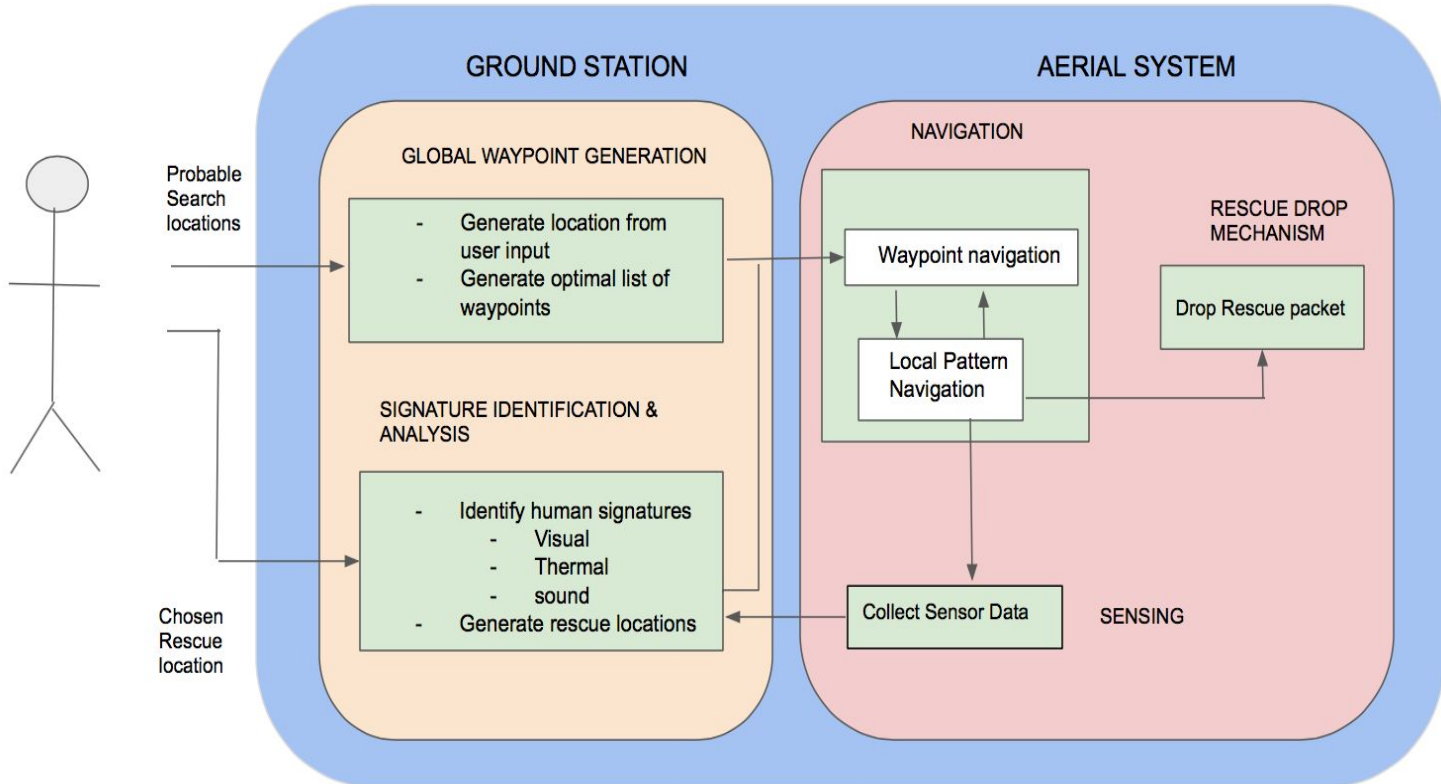 GROUND STATION
AERIAL SYSTEM
Probable
Search
locations
GLOBAL WAYPOINT GENERATION
- Generate location from
user input
- Generate optimal list of
waypoints
SIGNATURE IDENTIFICATION &
ANALYSIS
- Identify human signatures
- Visual
- Thermal
- sound
- Generate rescue locations
Chosen
Rescue
location
NAVIGATION
Waypoint navigation
Local Pattern
Navigation
RESCUE DROP
MECHANISM
Drop Rescue packet
Collect Sensor Data
SENSING